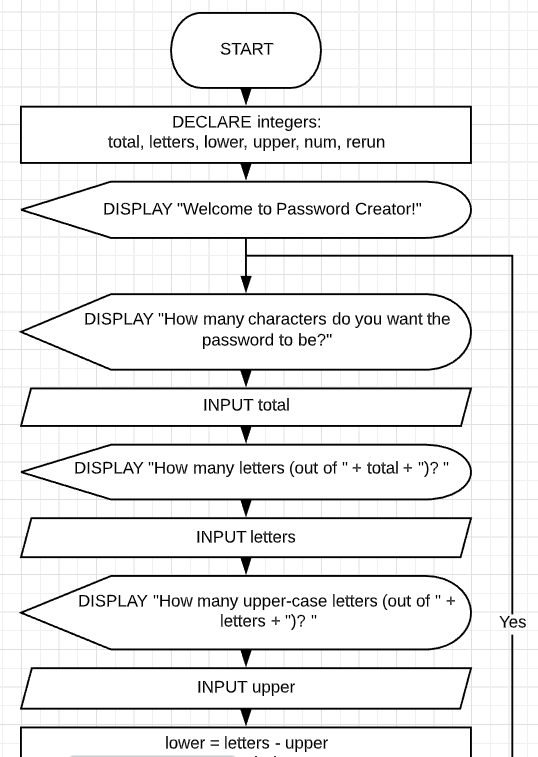 START
DECLARE integers:
total, letters, lower, upper, num, rerun
DISPLAY "Welcome to Password Creator!"
DISPLAY "How many characters do you want the
password to be?"
INPUT total
DISPLAY "How many letters (out of " + total + ")? "
INPUT letters
DISPLAY "How many upper-case letters (out of " +
letters + ")? "
Yes
INPUT upper
lower = letters - upper